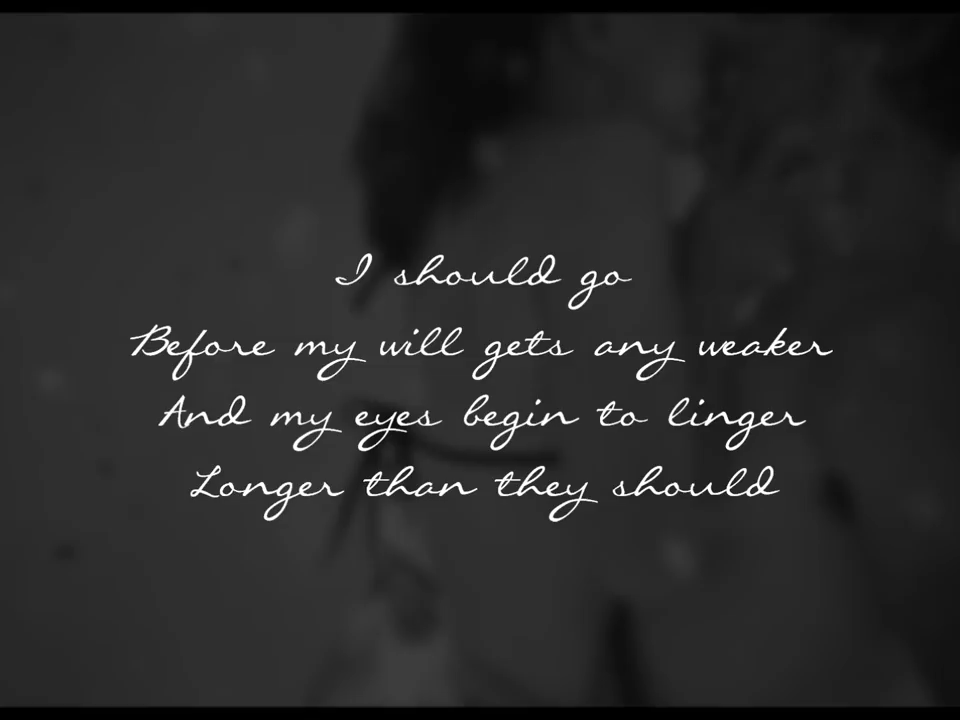 I should go
Before my will gets any weaker
And my eyes begin to linger
Longer than they should